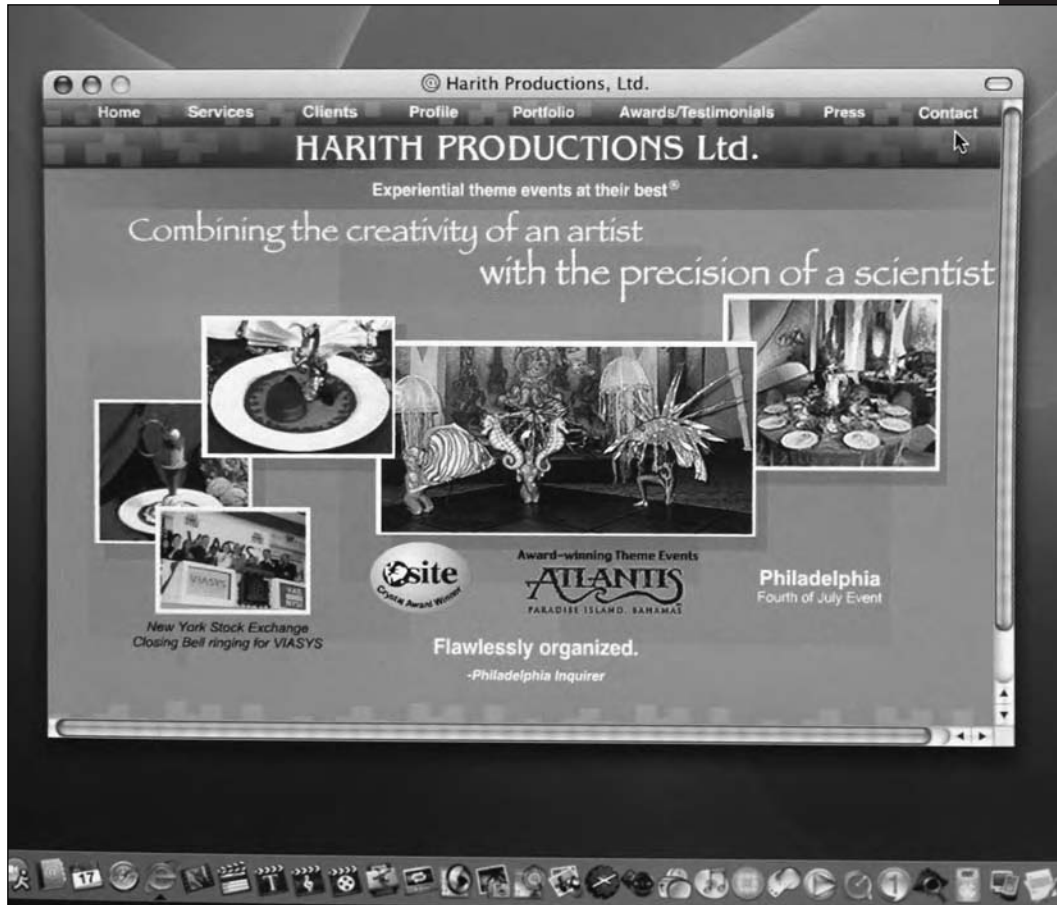 @ Harith Productions, Ltd.
Home Services Clients Profile Portfolio Awards/Testimonials Press Contact
HARITH PRODUCTIONS Ltd.
Experiential theme events at their best®
Combining the creativity of an artist
with the precision of a scientist
VIASYS
VIASYS
New York Stock Exchange
Closing Bell ringing for VIASYS
site
Crystal Award Winner
Award-winning Theme Events
ATLANTIS
PARADISE ISLAND, BAHAMAS
Philadelphia
Fourth of July Event
Flawlessly organized.
-Philadelphia Inquirer
17